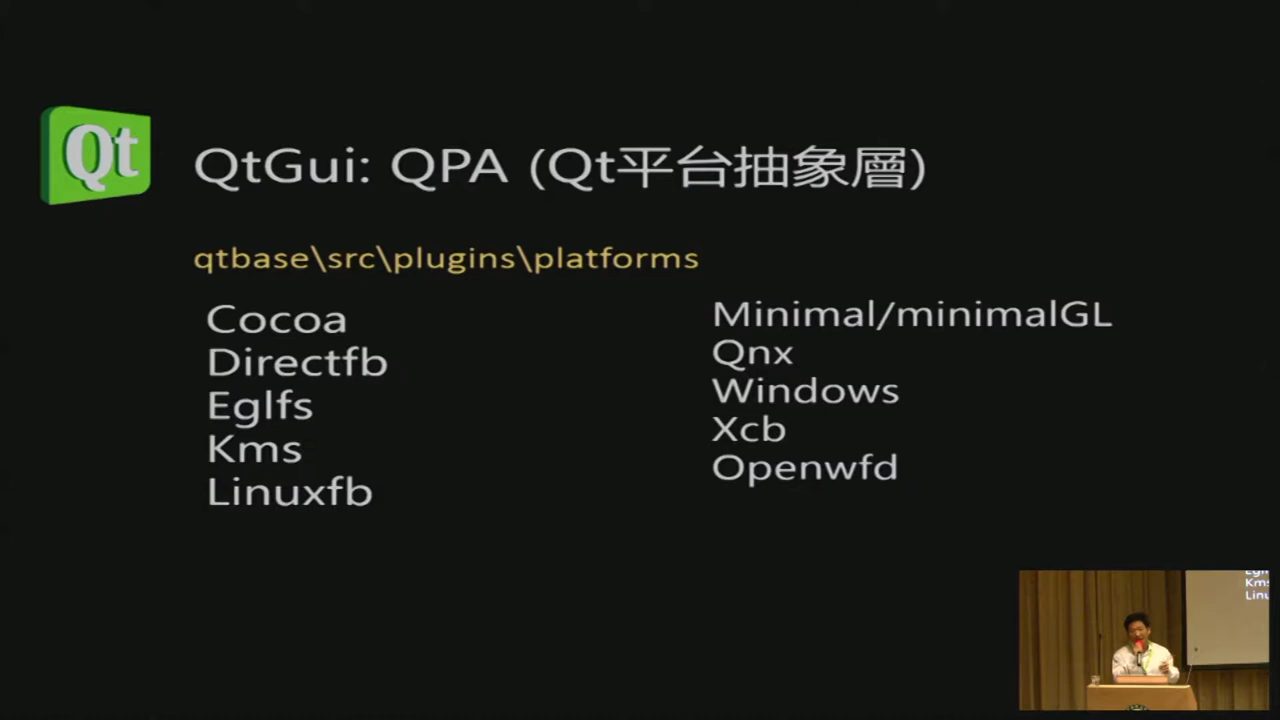 Qt
QtGui: QPA (Qt平台抽象層)
qtbase\src\plugins\platforms
Cocoa
Directfb
Eglfs
Kms
Linuxfb
Minimal/minimalGL
Qnx
Windows
Xcb
Openwfd
Kms